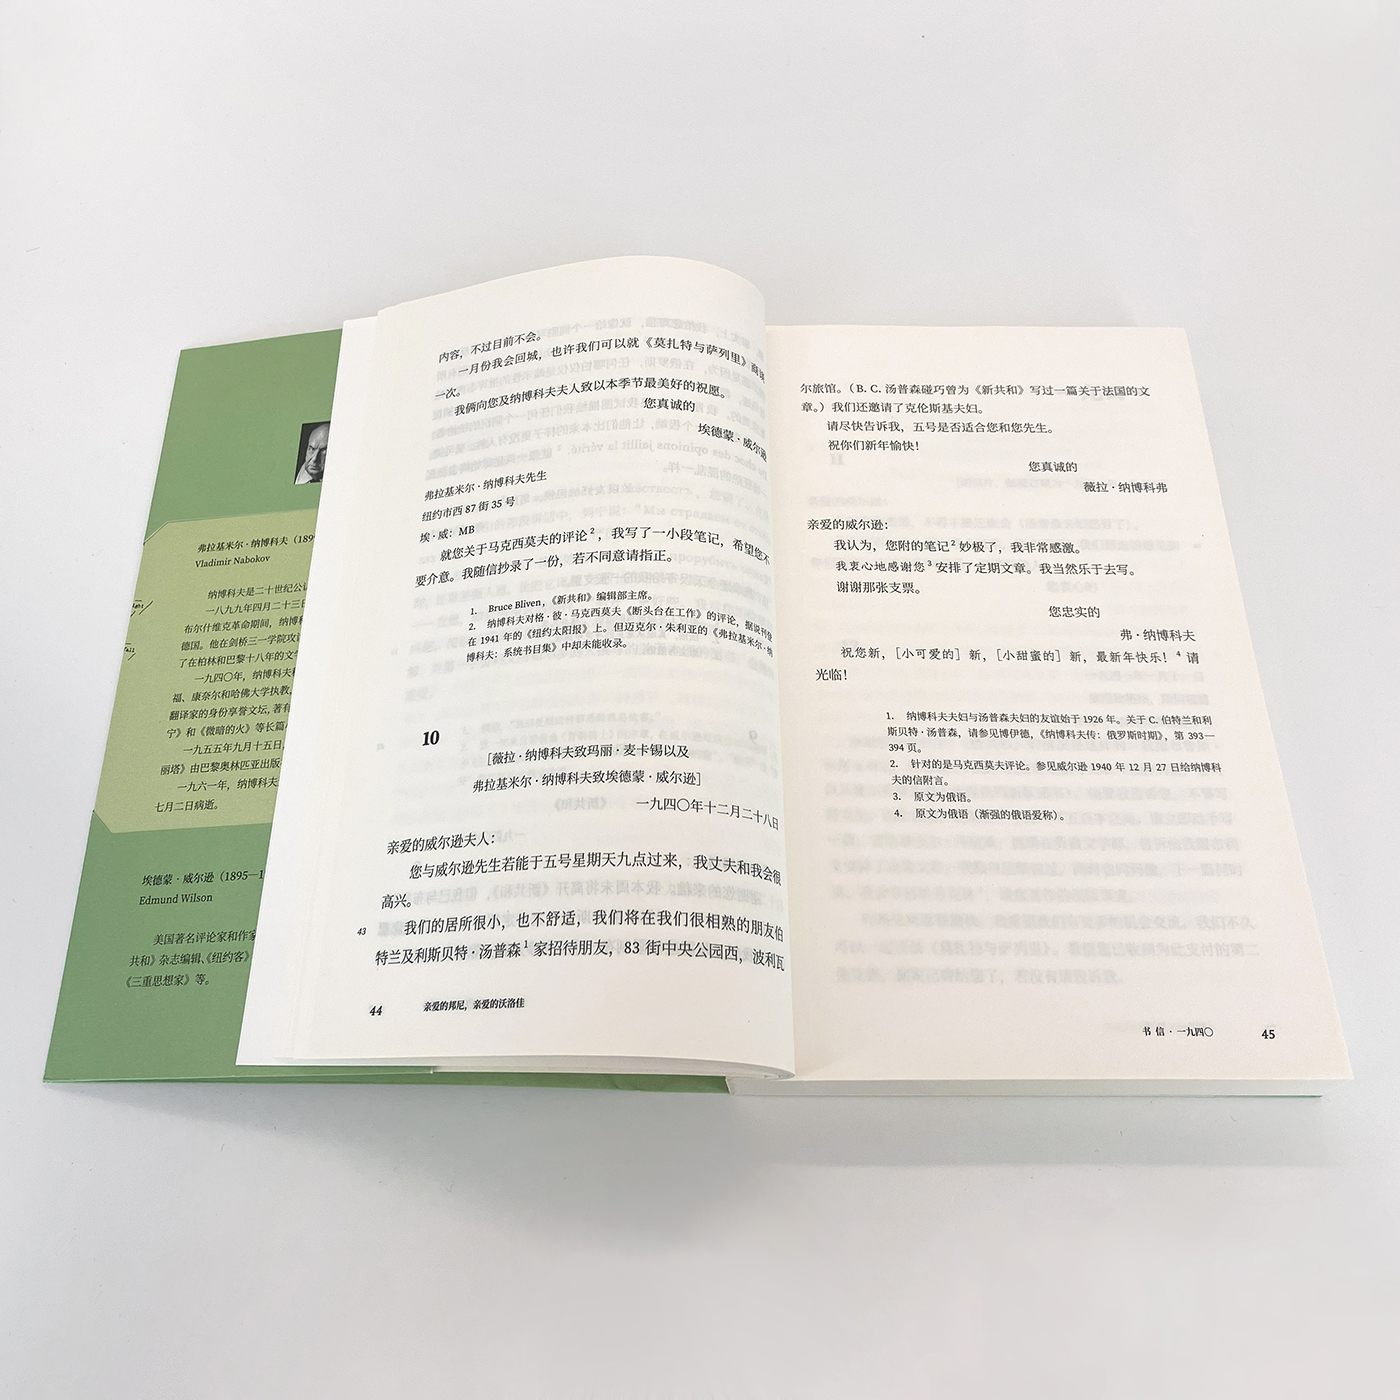 弗拉基米尔·纳博科夫（189
Vladimir Nabokov
纳博科夫是二十世纪公认
一八九九年四月二十三日
布尔什维克革命期间，纳博科
德国。他在剑桥三一学院攻读
了在柏林和巴黎十八年的文学
一九四〇年，纳博科夫移
福、康奈尔和哈佛大学执教，
翻译家的身份享誉文坛，著有
宁》和《微暗的火》等长篇小
一九五五年九月十五日，
丽塔》由巴黎奥林匹亚出版
一九六一年，纳博科夫
七月二日病逝。
埃德蒙·威尔逊（1895—1
Edmund Wilson
美国著名评论家和作家
共和》杂志编辑、《纽约客》
《三重思想家》等。
内容，不过目前不会。
一月份我会回城，也许我们可以就《莫扎特与萨列里》商谈
一次。
我俩向您及纳博科夫夫人致以本季节最美好的祝愿。
您真诚的
埃德蒙·威尔逊
弗拉基米尔·纳博科夫先生
纽约市西 87 街 35 号
埃·威：MB
就您关于马克西莫夫的评论²，我写了一小段笔记，希望您不
要介意。我随信抄录了一份，若不同意请指正。
1. Bruce Bliven，《新共和》编辑部主席。
2. 纳博科夫对格·彼·马克西莫夫《断头台在工作》的评论，据说刊登
在 1941 年的《纽约太阳报》上。但迈克尔·朱利亚的《弗拉基米尔·纳
博科夫：系统书目集》中却未能收录。
10
［薇拉·纳博科夫致玛丽·麦卡锡以及
弗拉基米尔·纳博科夫致埃德蒙·威尔逊］
一九四〇年十二月二十八日
亲爱的威尔逊夫人：
您与威尔逊先生若能于五号星期天九点过来，我丈夫和我会很
高兴。
43
我们的居所很小，也不舒适，我们将在我们很相熟的朋友伯
特兰及利斯贝特·汤普森¹家招待朋友，83 街中央公园西，波利瓦
44
亲爱的邦尼，亲爱的沃洛佳
尔旅馆。（B. C. 汤普森碰巧曾为《新共和》写过一篇关于法国的文
章。）我们还邀请了克伦斯基夫妇。
请尽快告诉我，五号是否适合您和您先生。
祝你们新年愉快！
您真诚的
薇拉·纳博科弗
亲爱的威尔逊：
我认为，您附的笔记²妙极了，我非常感激。
我衷心地感谢您³安排了定期文章。我当然乐于去写。
谢谢那张支票。
您忠实的
弗·纳博科夫
祝您新，［小可爱的］新，［小甜蜜的］新，最新年快乐！⁴ 请
光临！
1. 纳博科夫夫妇与汤普森夫妇的友谊始于 1926 年。关于 C. 伯特兰和利
斯贝特·汤普森，请参见博伊德，《纳博科夫传：俄罗斯时期》，第 393—
394 页。
2. 针对的是马克西莫夫评论。参见威尔逊 1940 年 12 月 27 日给纳博科
夫的信附言。
3. 原文为俄语。
4. 原文为俄语（渐强的俄语爱称）。
书信·一九四〇
45